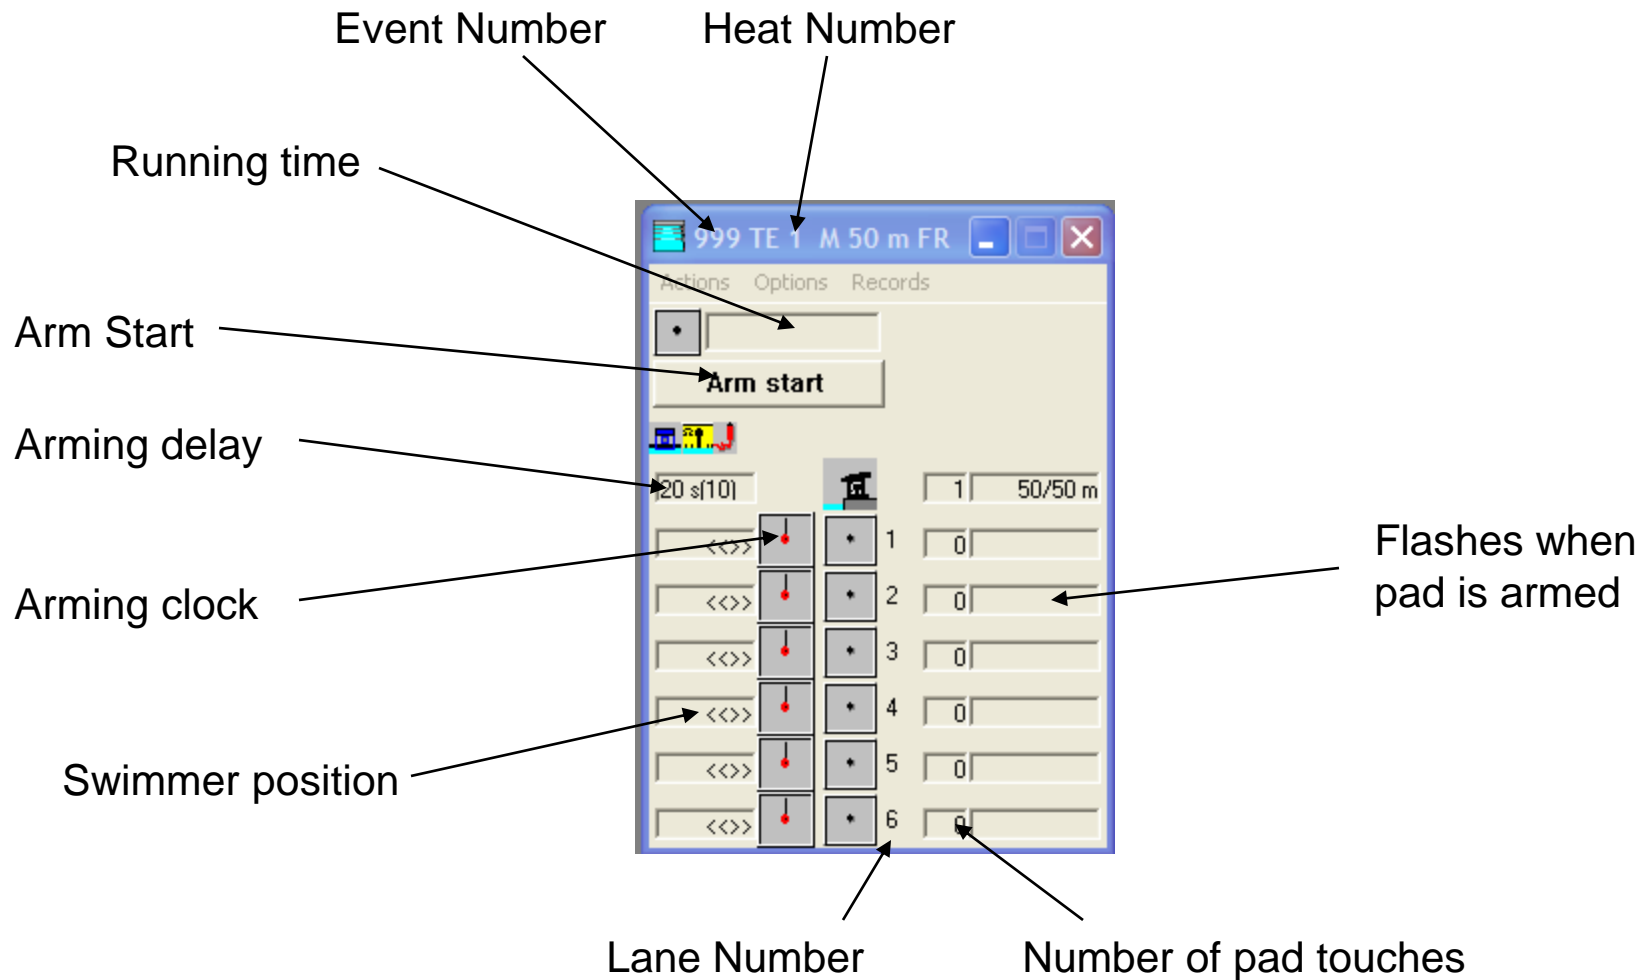 Event Number Heat Number
Running time
999 TE 1 M 50 m FR
Actions Options Records
Arm Start
Arm start
Arming delay
20 s(10) 1 50/50 m
<<>> 1 0
Flashes when
pad is armed
Arming clock
<<>> 2 0
<<>> 3 0
<<>> 4 0
Swimmer position
<<>> 5 0
<<>> 6 0
Lane Number Number of pad touches